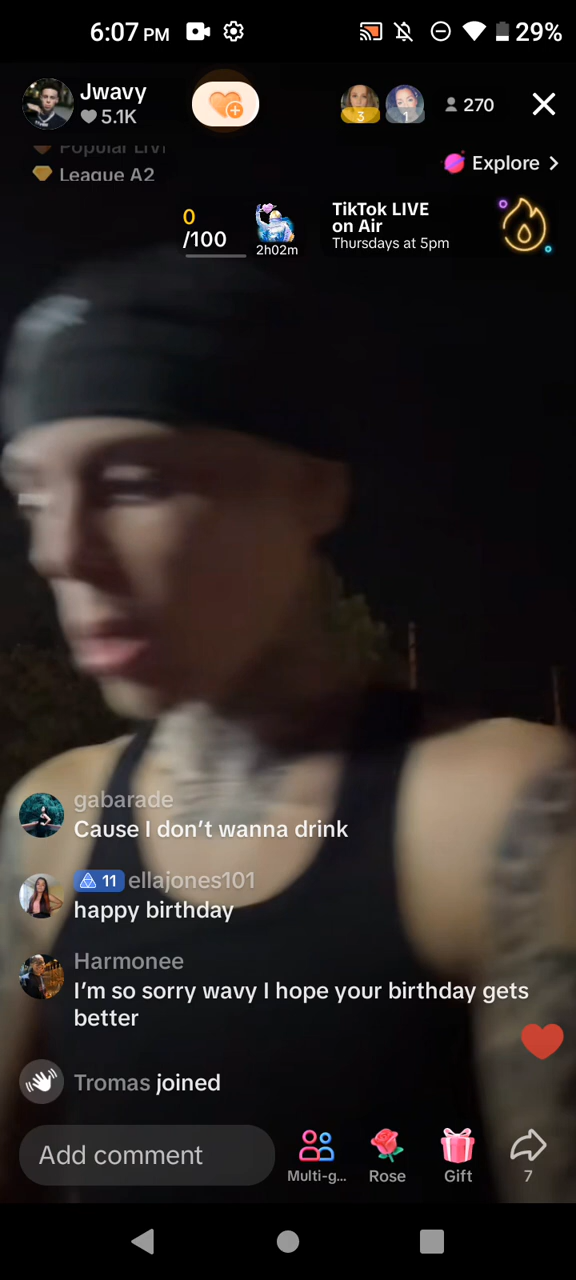 6:07 PM
29%
Jwavy
5.1K
3
1
270
Popular LIVE
League A2
Explore
0
/100
2h02m
TikTok LIVE
on Air
Thursdays at 5pm
gabarade
Cause I don't wanna drink
11 ellajones101
happy birthday
Harmonee
I'm so sorry wavy I hope your birthday gets
better
Tromas joined
Add comment
Multi-g...
Rose
Gift
7